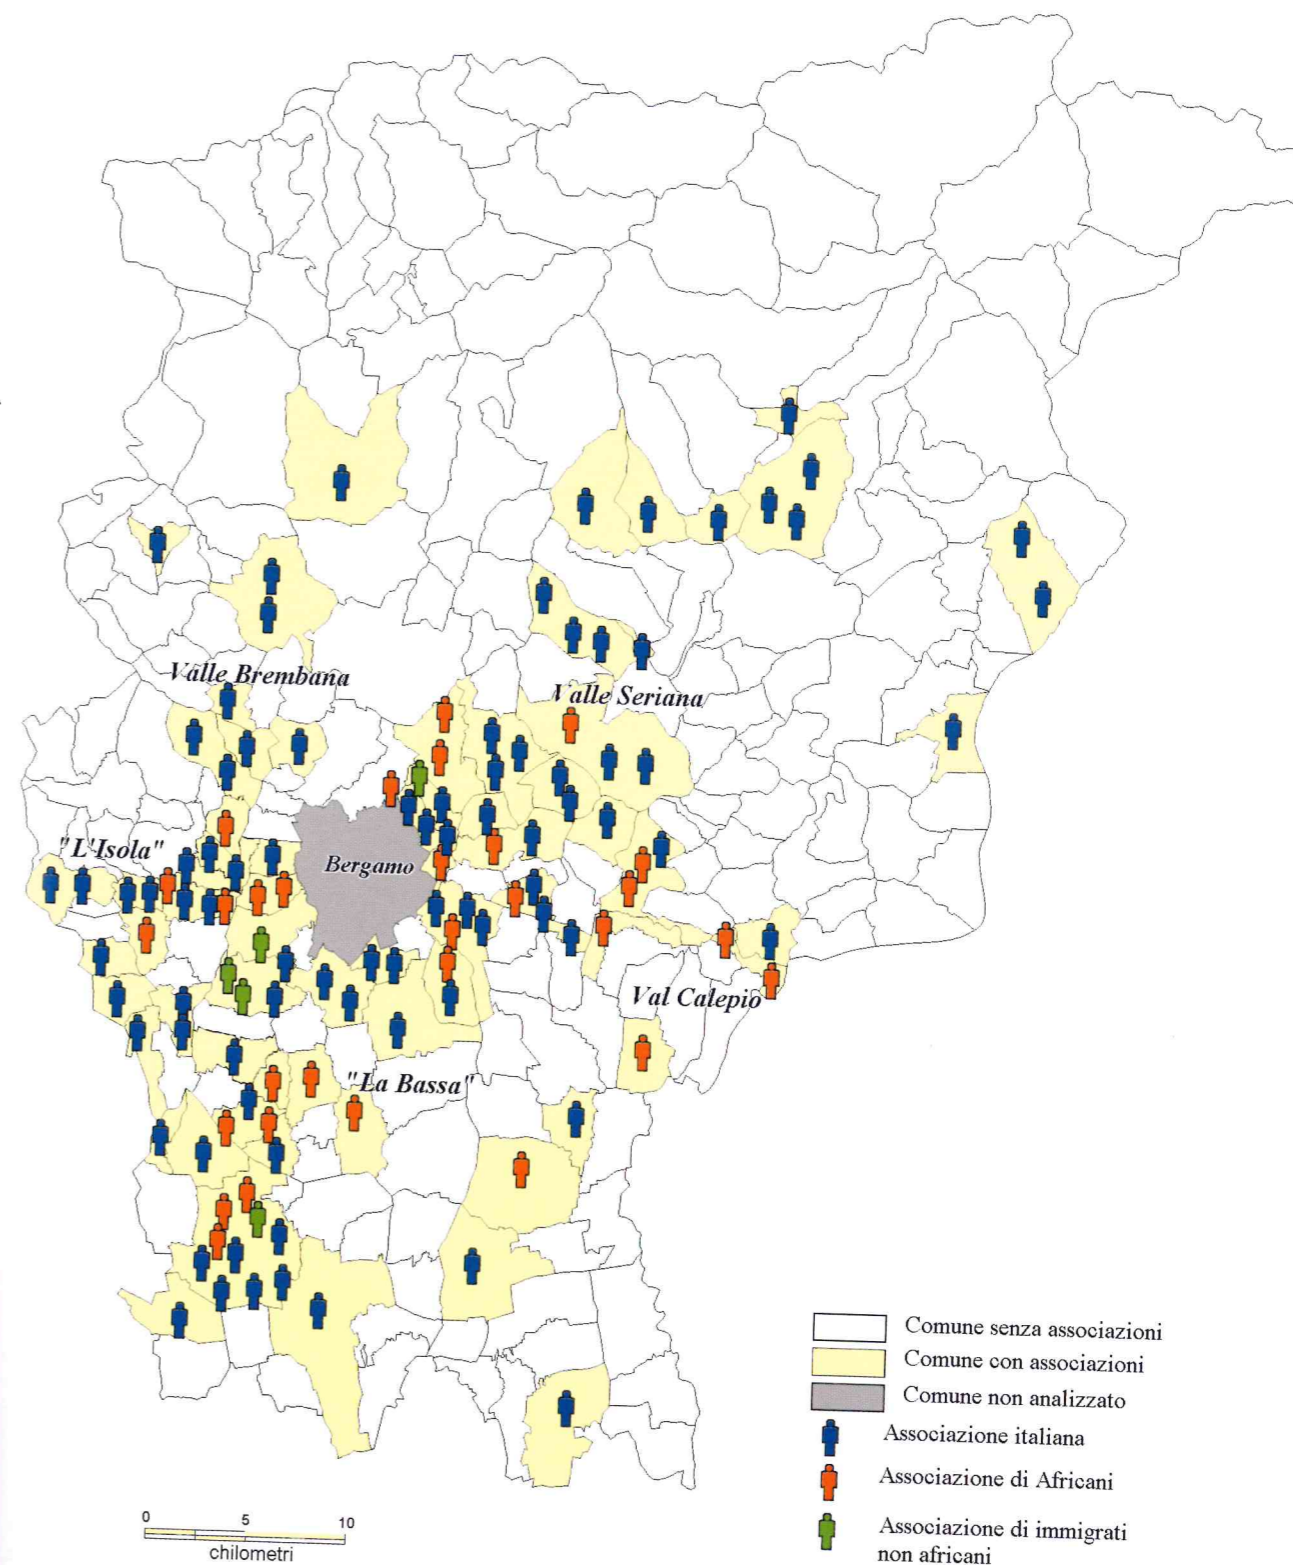 Valle Brembana
Valle Seriana
"L'Isola"
Bergamo
Val Calepio
"La Bassa"
Comune senza associazioni
Comune con associazioni
Comune non analizzato
Associazione italiana
Associazione di Africani
Associazione di immigrati
non africani
0 5 10
chilometri